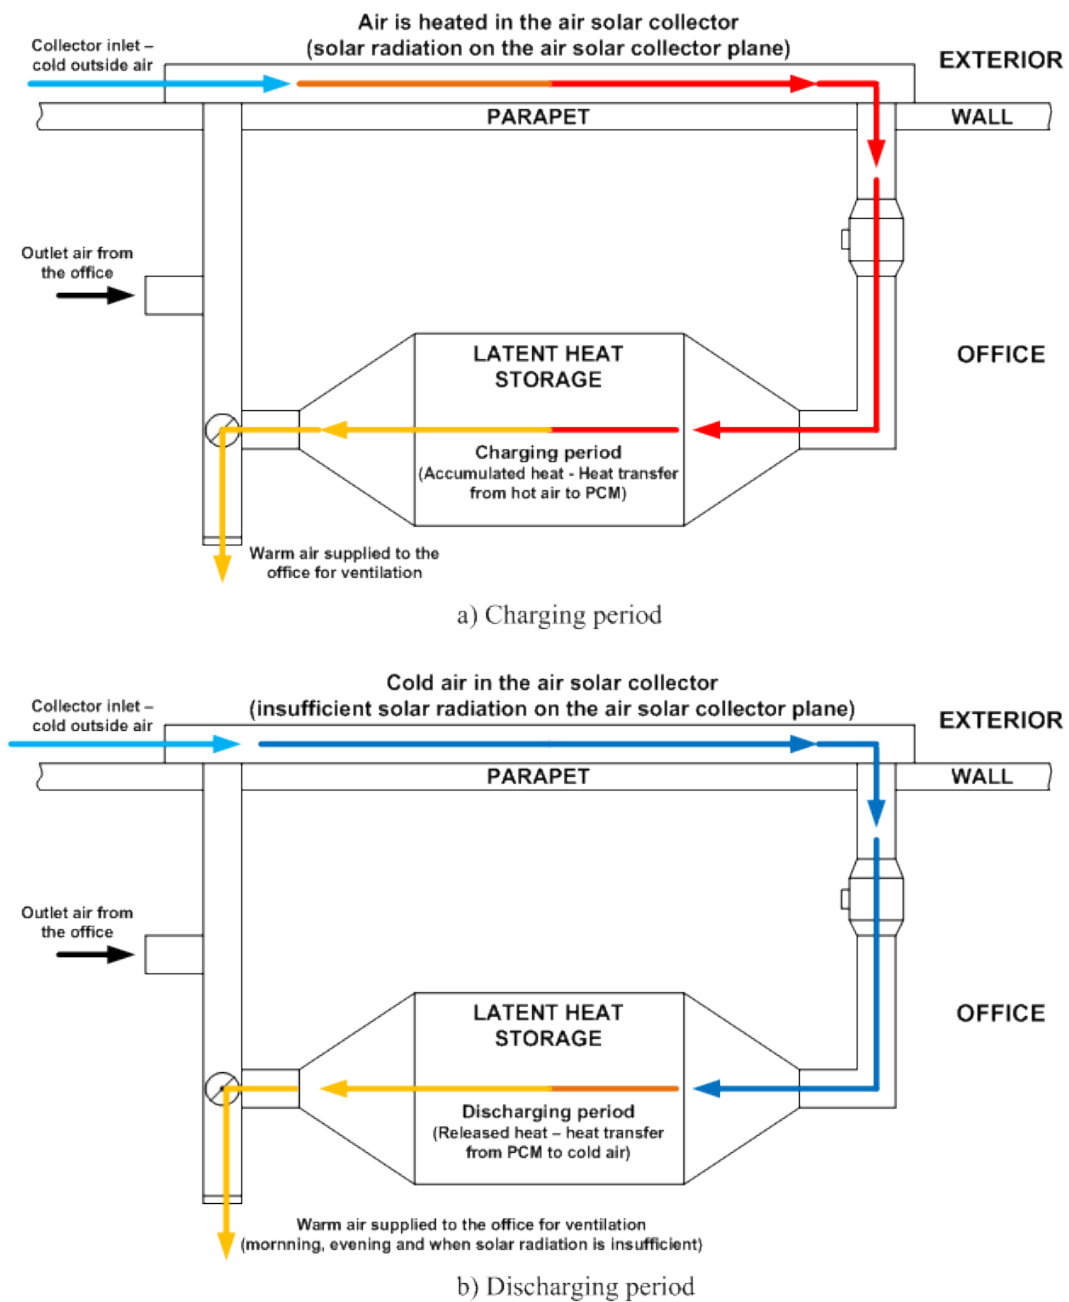 Air is heated in the air solar collector
(solar radiation on the air solar collector plane)
Collector inlet –
cold outside air
EXTERIOR
PARAPET
WALL
Outlet air from
the office
LATENT HEAT
STORAGE
OFFICE
Charging period
(Accumulated heat - Heat transfer
from hot air to PCM)
Warm air supplied to the
office for ventilation
a) Charging period
Cold air in the air solar collector
(insufficient solar radiation on the air solar collector plane)
Collector inlet –
cold outside air
EXTERIOR
PARAPET
WALL
Outlet air from
the office
LATENT HEAT
STORAGE
OFFICE
Discharging period
(Released heat – heat transfer
from PCM to cold air)
Warm air supplied to the office for ventilation
(mornning, evening and when solar radiation is insufficient)
b) Discharging period